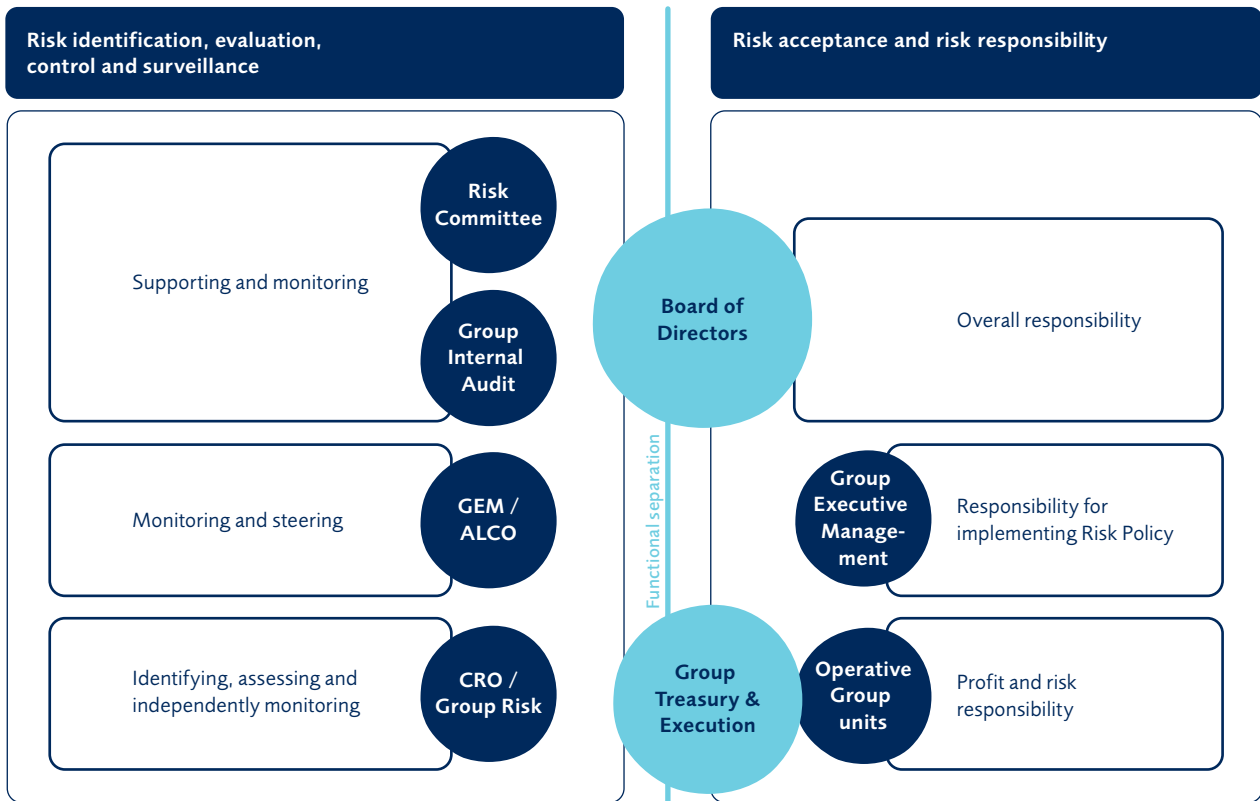 Risk identification, evaluation,
control and surveillance
Risk acceptance and risk responsibility
Supporting and monitoring
Risk
Committee
Group
Internal
Audit
Board of
Directors
Overall responsibility
Functional separation
Monitoring and steering
GEM /
ALCO
Group
Executive
Manage-
ment
Responsibility for
implementing Risk Policy
Identifying, assessing and
independently monitoring
CRO /
Group Risk
Group
Treasury &
Execution
Operative
Group
units
Profit and risk
responsibility